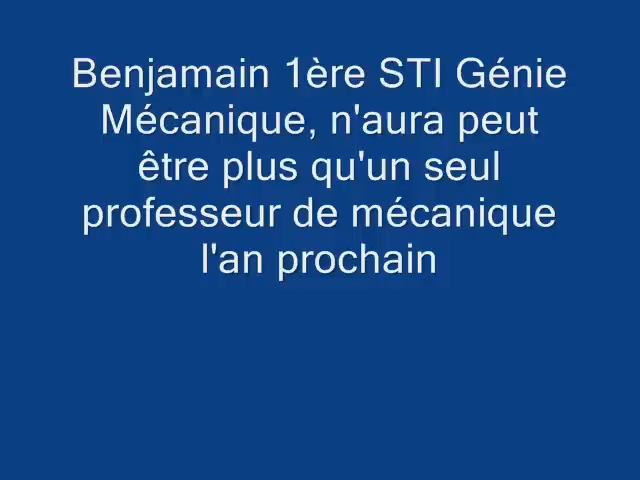 Benjamain 1ère STI Génie
Mécanique, n'aura peut
être plus qu'un seul
professeur de mécanique
l'an prochain